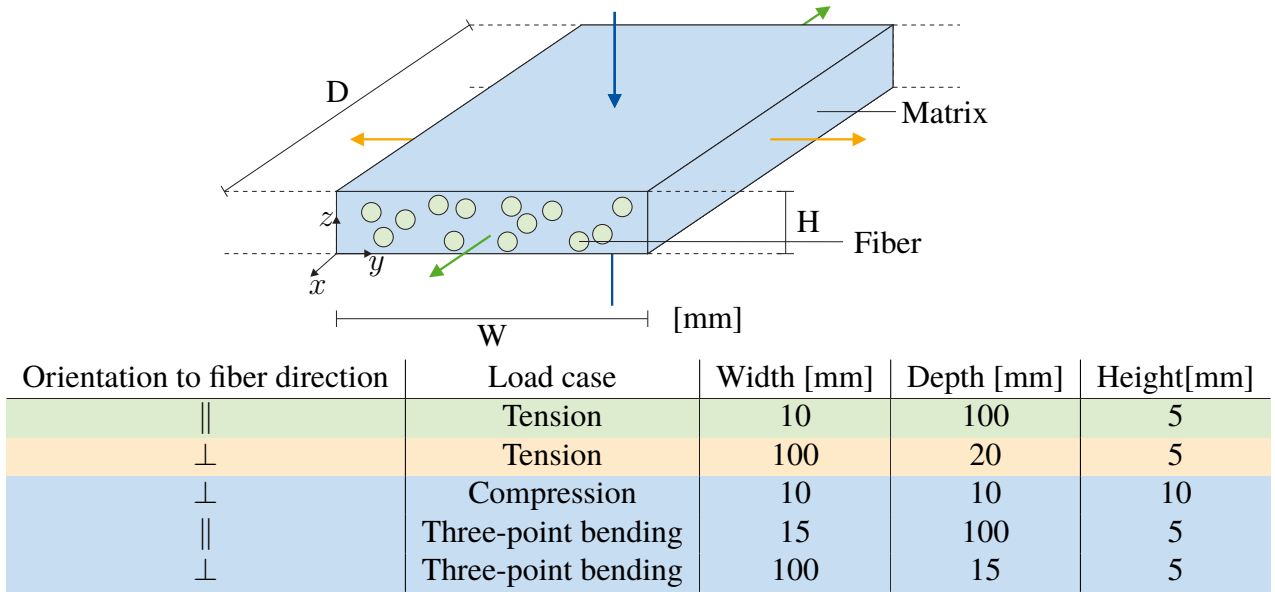 D
Matrix
z
H
Fiber
y
x
[mm]
W
Orientation to fiber direction Load case Width [mm] Depth [mm] Height[mm]
∥ Tension 10 100 5
⊥ Tension 100 20 5
⊥ Compression 10 10 10
∥ Three-point bending 15 100 5
⊥ Three-point bending 100 15 5